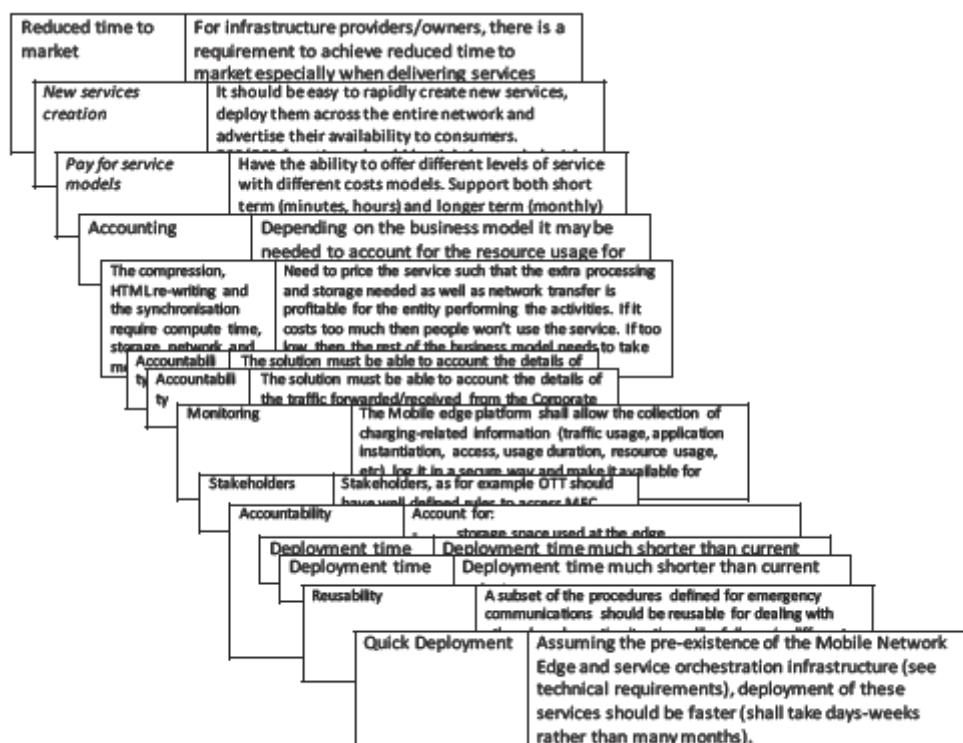 Reduced time to
market
For infrastructure providers/owners, there is a
requirement to achieve reduced time to
market especially when delivering services
New services
creation
It should be easy to rapidly create new services,
deploy them across the entire network and
advertise their availability to consumers.
Pay for service
models
Have the ability to offer different levels of service
with different costs models. Support both short
term (minutes, hours) and longer term (monthly)
Accounting
Depending on the business model it may be
needed to account for the resource usage for
The compression,
HTML re-writing and
the synchronisation
require compute time,
storage, network and
Need to price the service such that the extra processing
and storage needed as well as network transfer is
profitable for the entity performing the activities. If it
costs too much then people won't use the service. If too
low, then the rest of the business model needs to take
Accountabili
The solution must be able to account the details of
Accountabili
ty
The solution must be able to account the details of
the traffic forwarded/received from the Corporate
Monitoring
The Mobile edge platform shall allow the collection of
charging-related information (traffic usage, application
instantiation, access, usage duration, resource usage,
etc), log it in a secure way and make it available for
Stakeholders
Stakeholders, as for example OTT should
have well defined rules to access MEC
Accountability
Account for:
- storage space used at the edge
Deployment time
Deployment time much shorter than current
Deployment time
Deployment time much shorter than current
Reusability
A subset of the procedures defined for emergency
communications should be reusable for dealing with
Quick Deployment
Assuming the pre-existence of the Mobile Network
Edge and service orchestration infrastructure (see
technical requirements), deployment of these
services should be faster (shall take days-weeks
rather than many months).